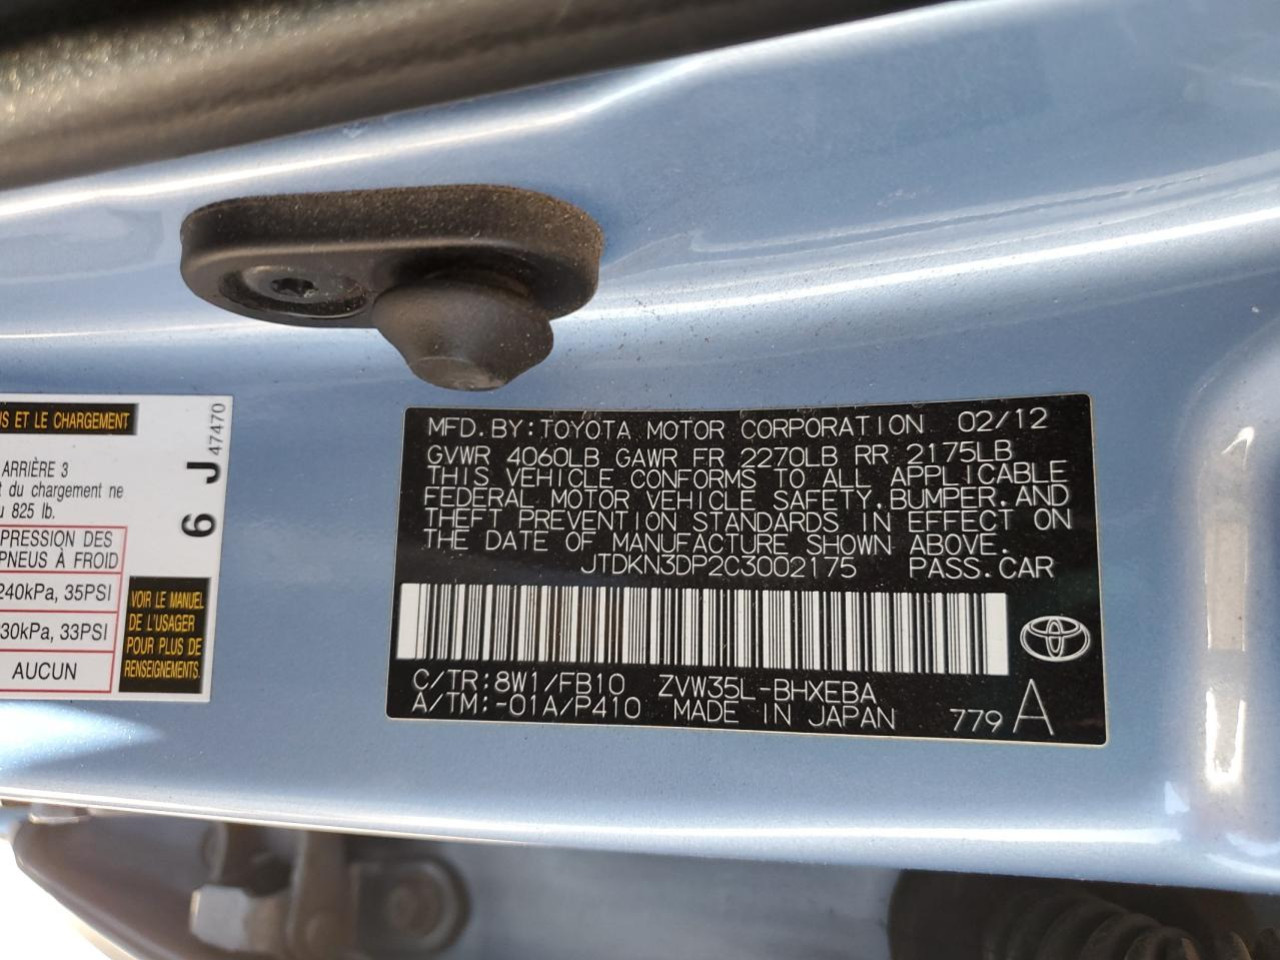 US ET LE CHARGEMENT
ARRIÈRE 3
du chargement ne
825 lb.
PRESSION DES
PNEUS À FROID
240kPa, 35PSI
30kPa, 33PSI
AUCUN
VOIR LE MANUEL
DE L'USAGER
POUR PLUS DE
RENSEIGNEMENTS.
6 J
47470
MFD.BY:TOYOTA MOTOR CORPORATION 02/12
GVWR 4060LB GAWR FR 2270LB RR 2175LB
THIS VEHICLE CONFORMS TO ALL APPLICABLE
FEDERAL MOTOR VEHICLE SAFETY,BUMPER,AND
THEFT PREVENTION STANDARDS IN EFFECT ON
THE DATE OF MANUFACTURE SHOWN ABOVE.
JTDKN3DP2C3002175 PASS.CAR
C/TR:8W1/FB10 ZVW35L-BHXEBA
A/TM:-01A/P410 MADE IN JAPAN 779 A